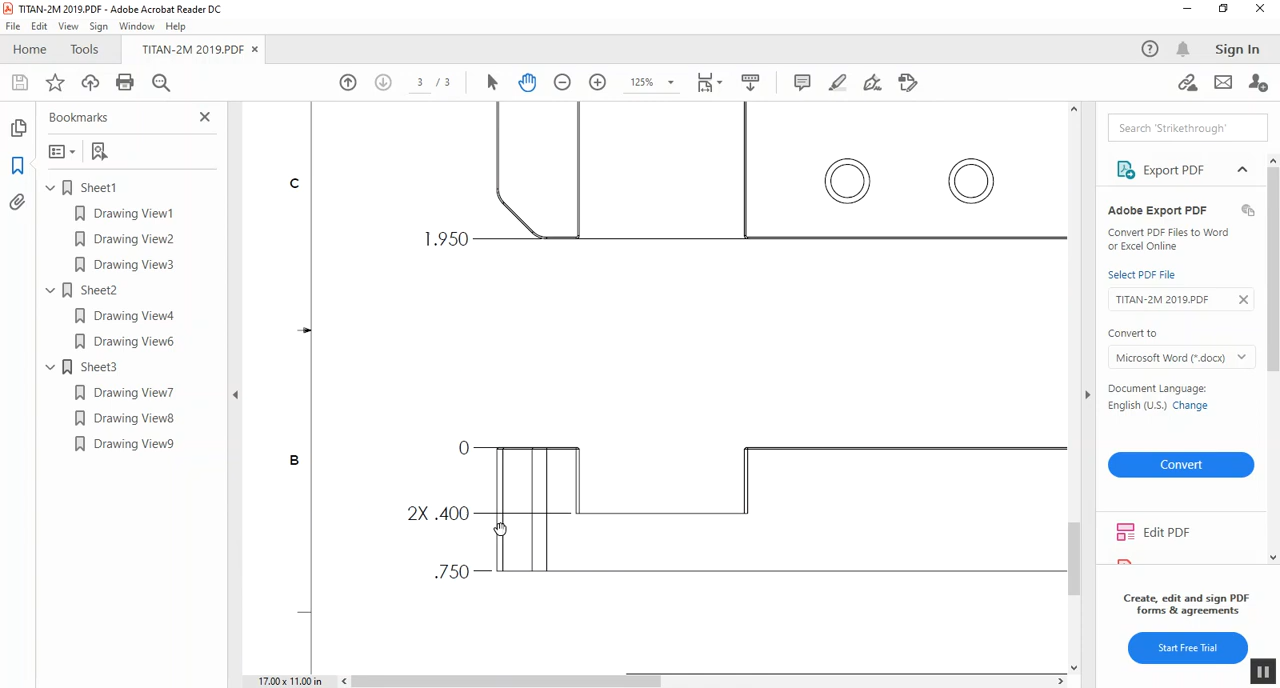 TITAN-2M 2019.PDF - Adobe Acrobat Reader DC
File Edit View Sign Window Help
Home Tools TITAN-2M 2019.PDF × Sign In
3 / 3 125%
Bookmarks
Sheet1
Drawing View1
Drawing View2
Drawing View3
Sheet2
Drawing View4
Drawing View6
Sheet3
Drawing View7
Drawing View8
Drawing View9
C
1.950
B
0
2X .400
.750
17.00 x 11.00 in
Search 'Strikethrough'
Export PDF
Adobe Export PDF
Convert PDF Files to Word
or Excel Online
Select PDF File
TITAN-2M 2019.PDF
Convert to
Microsoft Word (*.docx)
Document Language:
English (U.S.) Change
Convert
Edit PDF
Create, edit and sign PDF
forms & agreements
Start Free Trial